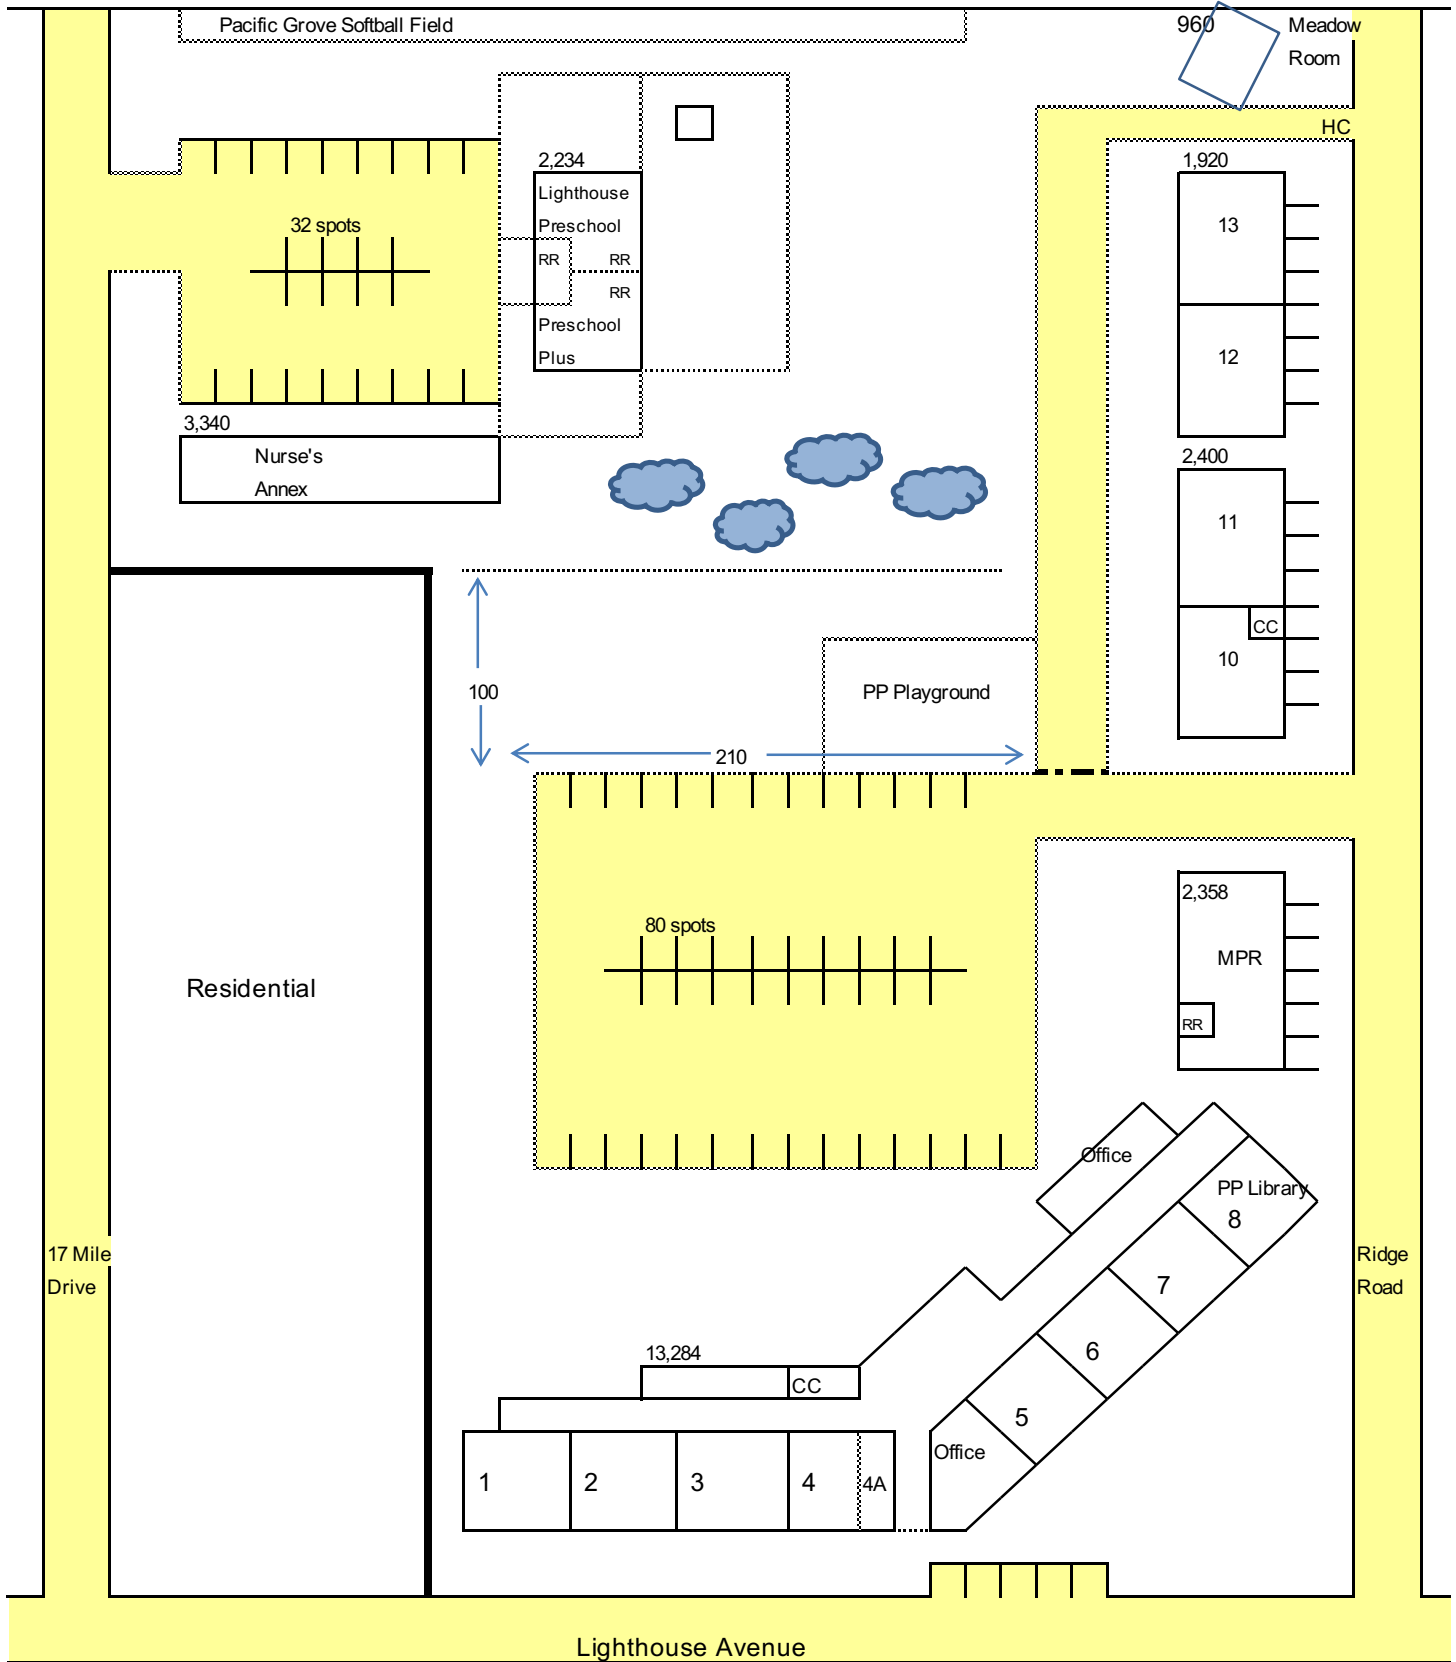 Pacific Grove Softball Field
960
Meadow
Room
HC
2,234
Lighthouse
Preschool
RR
RR
RR
Preschool
Plus
32 spots
3,340
Nurse's
Annex
1,920
13
12
2,400
11
CC
10
100
PP Playground
210
80 spots
2,358
MPR
RR
Residential
Office
PP Library
8
7
6
5
Office
17 Mile
Drive
Ridge
Road
13,284
CC
1
2
3
4
4A
Lighthouse Avenue